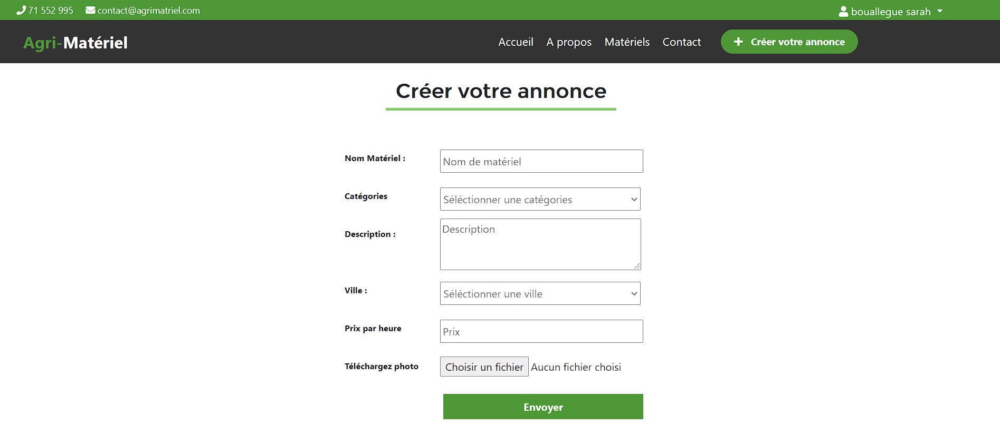 71 552 995 contact@agrimatriel.com bouallegue sarah
Agri-Matériel Accueil A propos Matériels Contact Créer votre annonce
Créer votre annonce
Nom Matériel : Nom de matériel
Catégories Séléctionner une catégories
Description : Description
Ville : Séléctionner une ville
Prix par heure Prix
Téléchargez photo Choisir un fichier Aucun fichier choisi
Envoyer